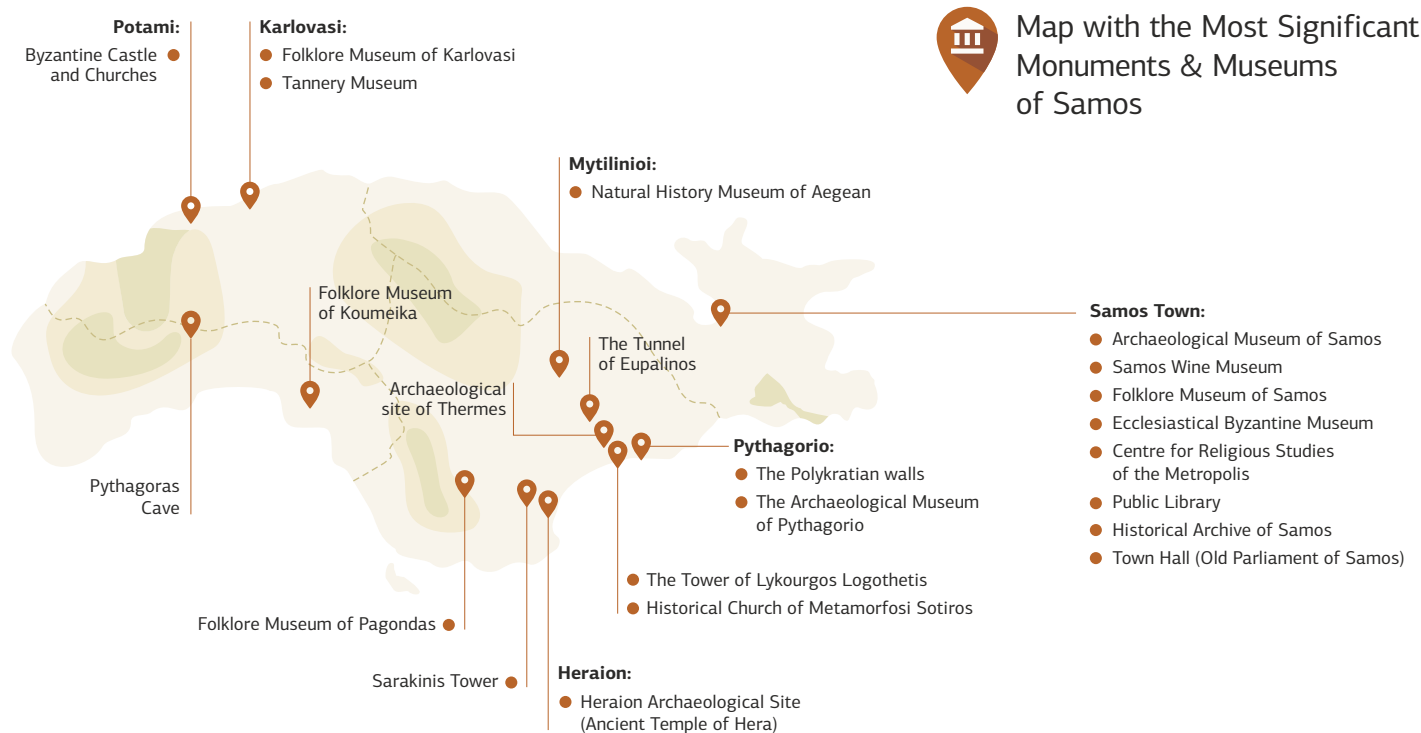 Map with the Most Significant
Monuments & Museums
of Samos
Potami:
Byzantine Castle
and Churches
Karlovasi:
Folklore Museum of Karlovasi
Tannery Museum
Mytilinioi:
Natural History Museum of Aegean
Folklore Museum
of Koumeika
The Tunnel
of Eupalinos
Archaeological
site of Thermes
Samos Town:
Archaeological Museum of Samos
Samos Wine Museum
Folklore Museum of Samos
Ecclesiastical Byzantine Museum
Centre for Religious Studies
of the Metropolis
Public Library
Historical Archive of Samos
Town Hall (Old Parliament of Samos)
Pythagorio:
The Polykratian walls
The Archaeological Museum
of Pythagorio
Pythagoras
Cave
The Tower of Lykourgos Logothetis
Historical Church of Metamorfosi Sotiros
Folklore Museum of Pagondas
Sarakinis Tower
Heraion:
Heraion Archaeological Site
(Ancient Temple of Hera)